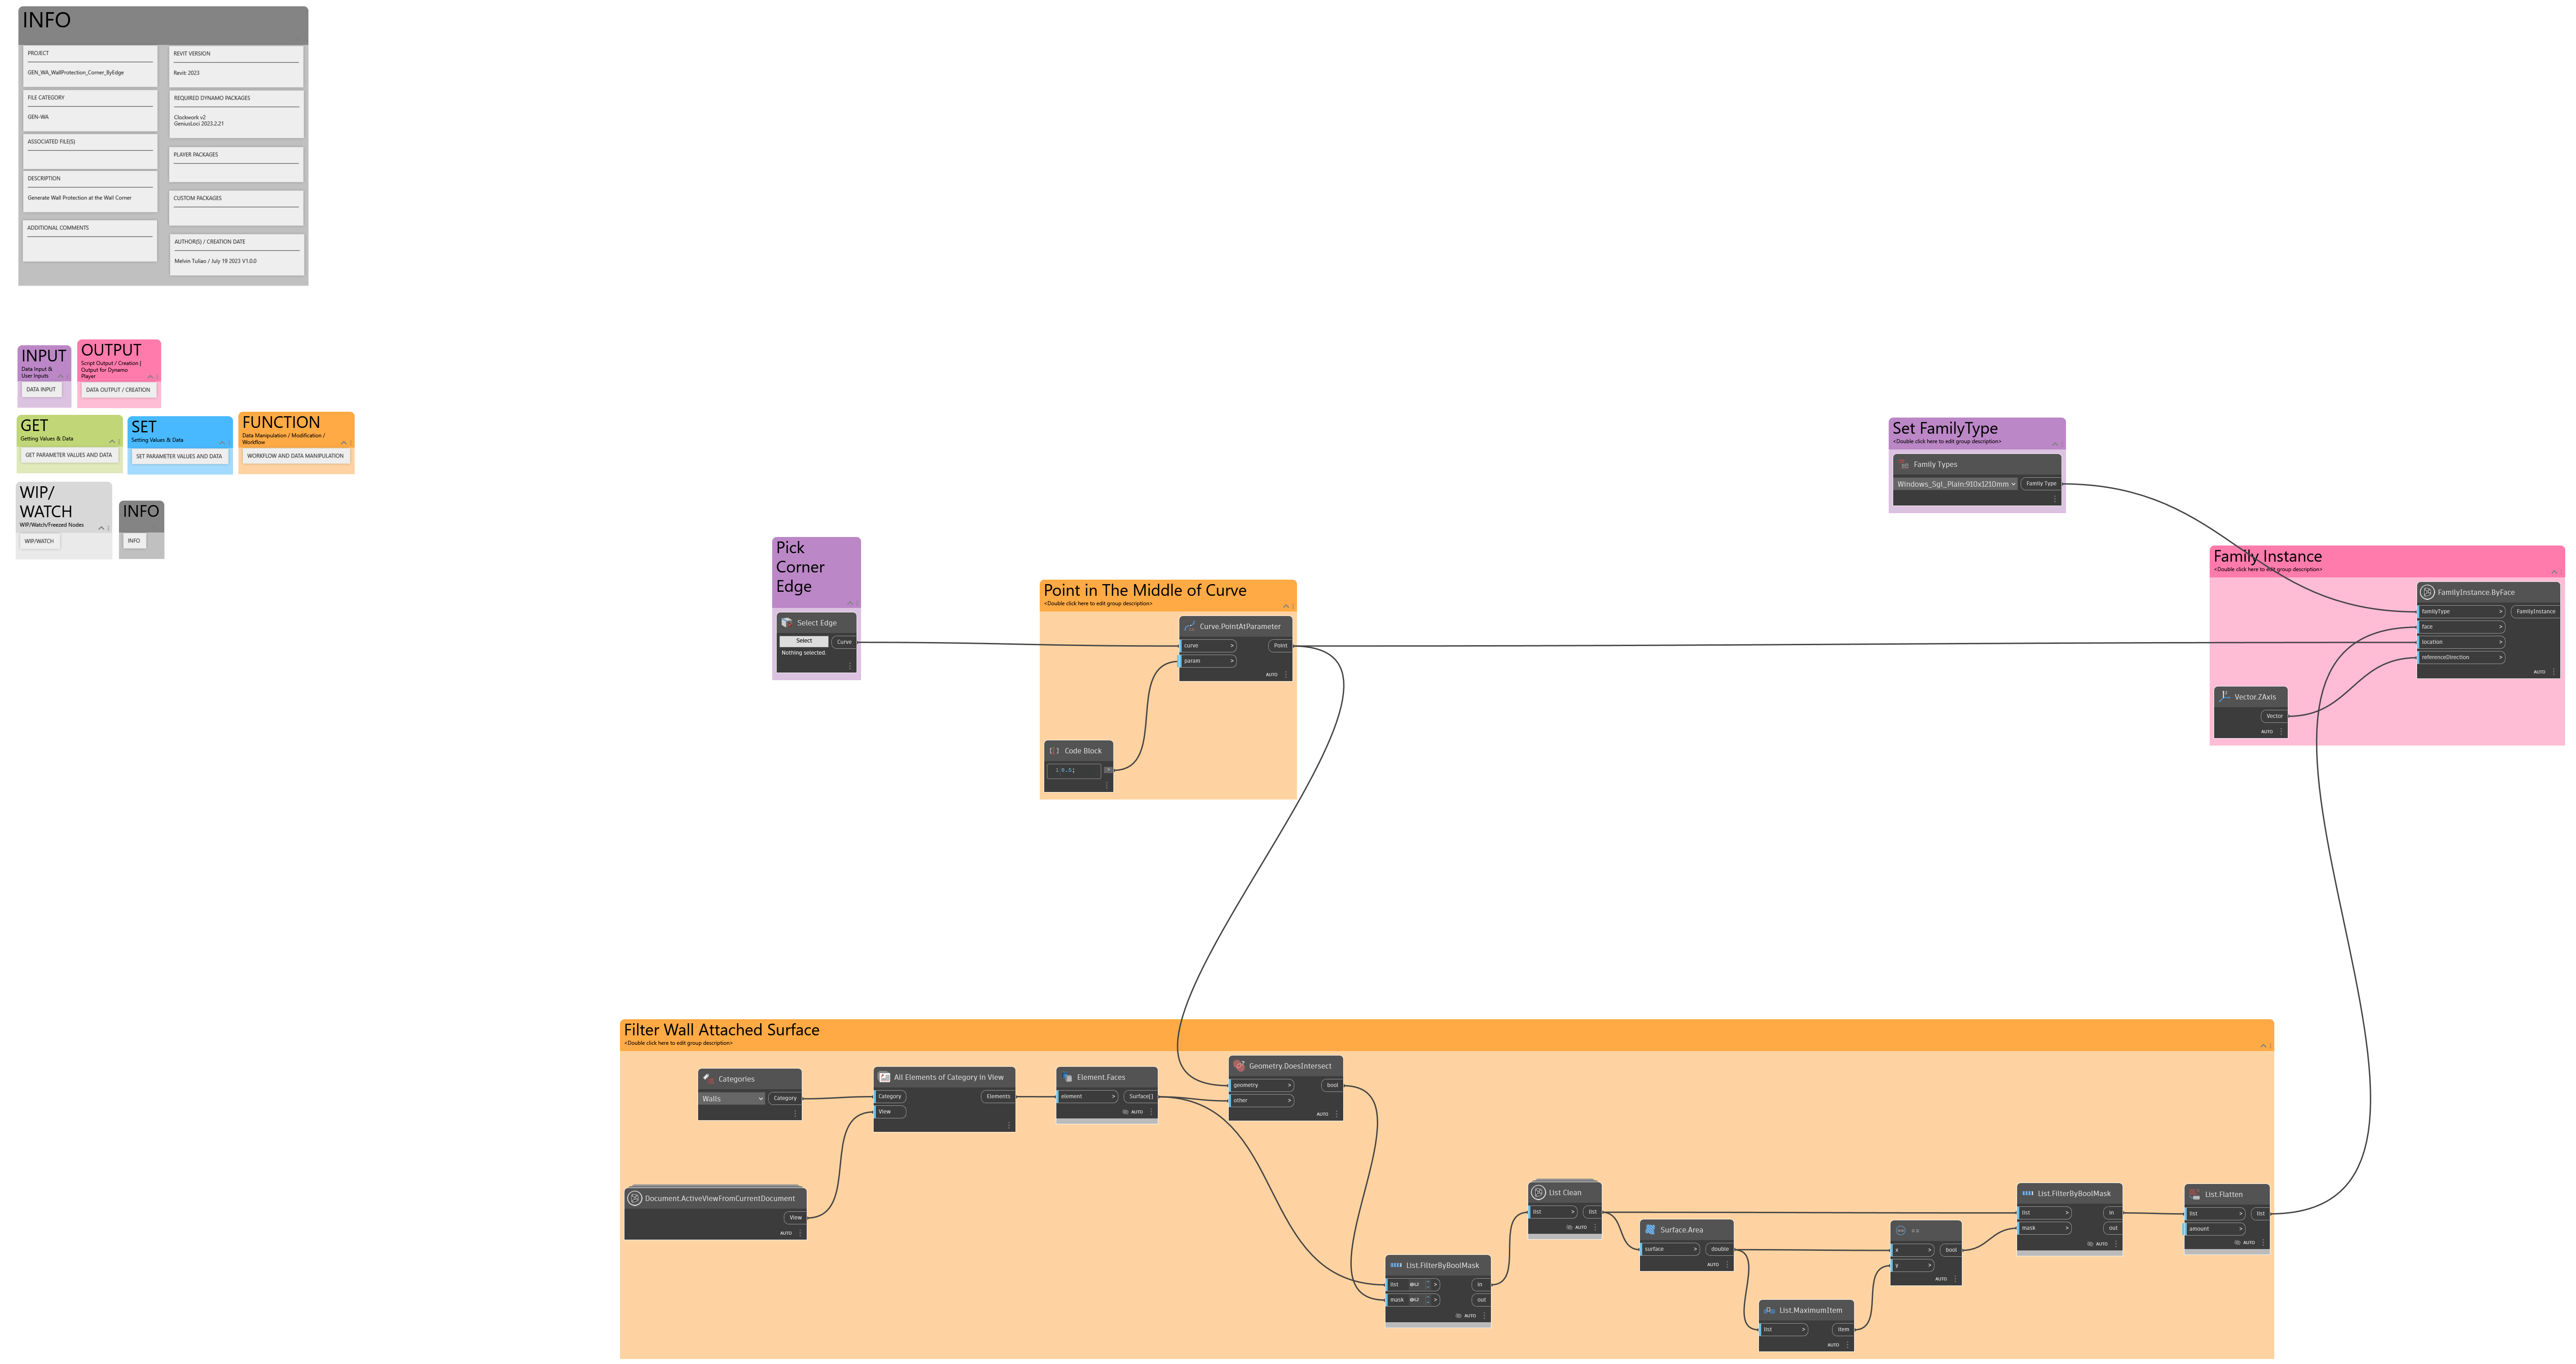 INFO
PROJECT
GEN_WA_WallProtection_Corner_ByEdge
FILE CATEGORY
GEN-WA
ASSOCIATED FILE(S)
DESCRIPTION
Generate Wall Protection at the Wall Corner
ADDITIONAL COMMENTS
REVIT VERSION
Revit: 2023
REQUIRED DYNAMO PACKAGES
Clockwork v2
GeniusLoci 2023.2.21
PLAYER PACKAGES
CUSTOM PACKAGES
AUTHOR(S) / CREATION DATE
Melvin Tuliao / July 19 2023 V1.0.0
INPUT
Data Input &
User Inputs
DATA INPUT
OUTPUT
Script Output / Creation |
Output for Dynamo
Player
DATA OUTPUT / CREATION
GET
Getting Values & Data
GET PARAMETER VALUES AND DATA
SET
Setting Values & Data
SET PARAMETER VALUES AND DATA
FUNCTION
Data Manipulation / Modification /
Workflow
WORKFLOW AND DATA MANIPULATION
WIP/
WATCH
WIP/Watch/Freezed Nodes
WIP/WATCH
INFO
INFO
Set FamilyType
<Double click here to edit group description>
Family Types
Windows_Sgl_Plain:910x1210mm
Family Type
Pick
Corner
Edge
Select Edge
Select
Curve
Nothing selected.
Point in The Middle of Curve
<Double click here to edit group description>
Curve.PointAtParameter
curve >
Point
param >
AUTO
Code Block
1 0.5;
>
Family Instance
<Double click here to edit group description>
FamilyInstance.ByFace
familyType >
FamilyInstance
face >
location >
referenceDirection >
AUTO
Vector.ZAxis
Vector
AUTO
Filter Wall Attached Surface
<Double click here to edit group description>
Categories
Walls
Category
All Elements of Category in View
Category
Elements
View
Element.Faces
element >
Surface[]
AUTO
Geometry.DoesIntersect
geometry >
bool
other >
AUTO
Document.ActiveViewFromCurrentDocument
View
AUTO
List.FilterByBoolMask
list @L2 >
in
mask @L2 >
out
AUTO
List Clean
list >
list
AUTO
Surface.Area
surface >
double
AUTO
List.MaximumItem
list >
item
AUTO
==
x >
bool
y >
AUTO
List.FilterByBoolMask
list >
in
mask >
out
AUTO
List.Flatten
list >
list
amount >
AUTO